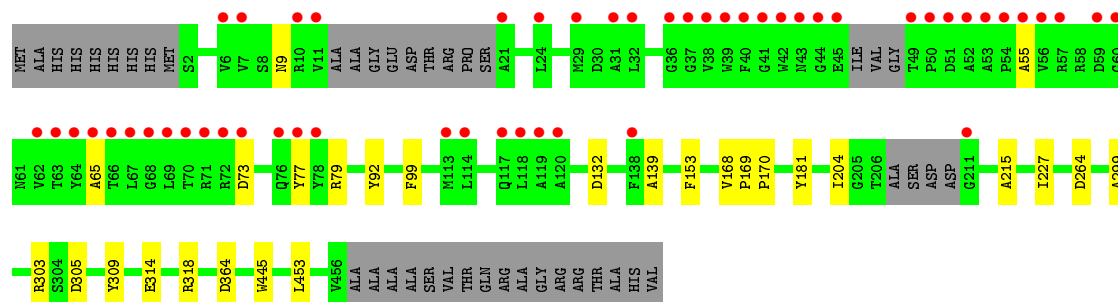 MET ALA HIS HIS HIS HIS HIS HIS MET S2 V6 V7 S8 N9 R10 V11 ALA ALA GLY GLU ASP THR ARG PRO SER A21 L24 M29 D30 A31 L32 G36 G37 V38 W39 F40 G41 W42 N43 G44 E45 ILE VAL GLY T49 P50 D51 A52 A53 P54 A55 V56 R57 R58 D59 G60
N61 V62 T63 Y64 A65 T66 L67 G68 L69 T70 R71 R72 D73 Q76 Y77 Y78 R79 Y92 F99 M113 L114 Q117 L118 A119 A120 D132 F138 A139 F153 V168 P169 P170 Y181 I204 G205 T206 ALA SER ASP ASP G211 A215 I227 D264 A299
R303 S304 D305 Y309 E314 R318 D364 W445 L453 V456 ALA ALA ALA ALA SER VAL THR GLN ARG ALA GLY ARG ARG THR ALA HIS VAL